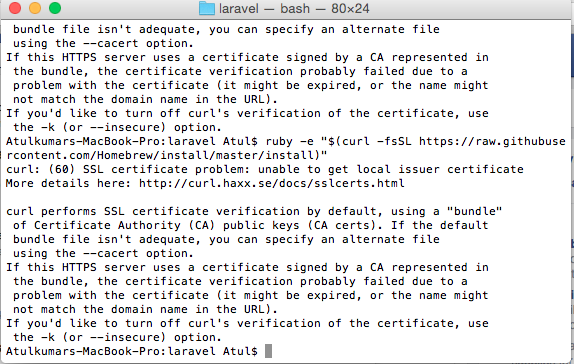 laravel — bash — 80×24
bundle file isn't adequate, you can specify an alternate file
using the --cacert option.
If this HTTPS server uses a certificate signed by a CA represented in
the bundle, the certificate verification probably failed due to a
problem with the certificate (it might be expired, or the name might
not match the domain name in the URL).
If you'd like to turn off curl's verification of the certificate, use
the -k (or --insecure) option.
Atulkumars-MacBook-Pro:laravel Atul$ ruby -e "$(curl -fsSL https://raw.githubuse
rcontent.com/Homebrew/install/master/install)"
curl: (60) SSL certificate problem: unable to get local issuer certificate
More details here: http://curl.haxx.se/docs/sslcerts.html
curl performs SSL certificate verification by default, using a "bundle"
of Certificate Authority (CA) public keys (CA certs). If the default
bundle file isn't adequate, you can specify an alternate file
using the --cacert option.
If this HTTPS server uses a certificate signed by a CA represented in
the bundle, the certificate verification probably failed due to a
problem with the certificate (it might be expired, or the name might
not match the domain name in the URL).
If you'd like to turn off curl's verification of the certificate, use
the -k (or --insecure) option.
Atulkumars-MacBook-Pro:laravel Atul$